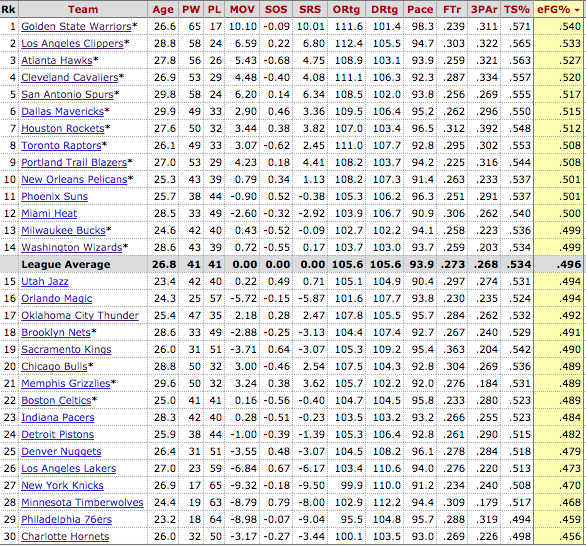 Rk Team Age PW PL MOV SOS SRS ORtg DRtg Pace FTr 3PAr TS% eFG%
1 Golden State Warriors* 26.6 65 17 10.10 -0.09 10.01 111.6 101.4 98.3 .239 .311 .571 .540
2 Los Angeles Clippers* 28.8 58 24 6.59 0.22 6.80 112.4 105.5 94.7 .303 .322 .565 .533
3 Atlanta Hawks* 27.8 56 26 5.43 -0.68 4.75 108.9 103.1 93.9 .259 .321 .563 .527
4 Cleveland Cavaliers* 26.9 53 29 4.48 -0.40 4.08 111.1 106.3 92.3 .287 .334 .557 .520
5 San Antonio Spurs* 29.8 58 24 6.20 0.14 6.34 108.5 102.0 93.8 .255 .274 .555 .517
6 Dallas Mavericks* 29.9 49 33 2.90 0.46 3.36 109.5 106.4 95.2 .262 .296 .550 .515
7 Houston Rockets* 27.6 50 32 3.44 0.38 3.82 107.0 103.4 96.5 .312 .392 .548 .512
8 Toronto Raptors* 26.1 49 33 3.07 -0.62 2.45 111.0 107.7 92.8 .295 .302 .553 .508
9 Portland Trail Blazers* 27.0 53 29 4.23 0.18 4.41 108.2 103.7 94.2 .225 .316 .544 .508
10 New Orleans Pelicans* 25.3 43 39 0.79 0.34 1.13 108.2 107.3 91.4 .263 .233 .537 .501
11 Phoenix Suns 25.7 38 44 -0.90 0.52 -0.38 105.3 106.2 96.3 .251 .291 .537 .501
12 Miami Heat 28.5 33 49 -2.60 -0.32 -2.92 103.9 106.7 90.9 .306 .262 .540 .500
13 Milwaukee Bucks* 24.6 42 40 0.43 -0.52 -0.09 102.7 102.2 94.1 .258 .223 .536 .499
14 Washington Wizards* 28.6 43 39 0.72 -0.55 0.17 103.7 103.0 93.7 .259 .203 .534 .499
League Average 26.8 41 41 0.00 0.00 0.00 105.6 105.6 93.9 .273 .268 .534 .496
15 Utah Jazz 23.4 42 40 0.22 0.49 0.71 105.1 104.9 90.4 .297 .274 .531 .494
16 Orlando Magic 24.3 25 57 -5.72 -0.15 -5.87 101.6 107.7 93.8 .230 .235 .524 .494
17 Oklahoma City Thunder 25.4 47 35 2.18 0.28 2.47 107.8 105.5 95.7 .284 .262 .532 .492
18 Brooklyn Nets* 28.6 33 49 -2.88 -0.25 -3.13 104.4 107.4 92.7 .267 .240 .529 .491
19 Sacramento Kings 26.0 31 51 -3.71 0.64 -3.07 105.3 109.2 95.4 .363 .204 .542 .490
20 Chicago Bulls* 28.8 50 32 3.00 -0.46 2.54 107.5 104.3 92.8 .304 .269 .536 .489
21 Memphis Grizzlies* 29.6 50 32 3.24 0.38 3.62 105.7 102.2 92.0 .276 .184 .531 .489
22 Boston Celtics* 25.0 41 41 0.16 -0.56 -0.40 104.7 104.5 95.8 .233 .280 .523 .489
23 Indiana Pacers 28.3 42 40 0.28 -0.51 -0.23 103.5 103.2 93.2 .266 .255 .523 .484
24 Detroit Pistons 25.9 38 44 -1.00 -0.39 -1.39 105.3 106.4 92.8 .261 .290 .515 .482
25 Denver Nuggets 26.4 31 51 -3.55 0.48 -3.07 104.5 108.2 96.1 .278 .284 .518 .479
26 Los Angeles Lakers 27.0 23 59 -6.84 0.67 -6.17 103.4 110.6 94.0 .276 .220 .513 .473
27 New York Knicks 26.9 17 65 -9.32 -0.18 -9.50 99.9 110.0 91.2 .234 .240 .508 .470
28 Minnesota Timberwolves 24.4 19 63 -8.79 0.79 -8.00 102.9 112.2 94.4 .309 .179 .517 .468
29 Philadelphia 76ers 23.2 18 64 -8.98 -0.07 -9.04 95.5 104.8 95.7 .288 .319 .494 .459
30 Charlotte Hornets 26.0 32 50 -3.17 -0.27 -3.44 100.1 103.5 93.0 .269 .226 .498 .456